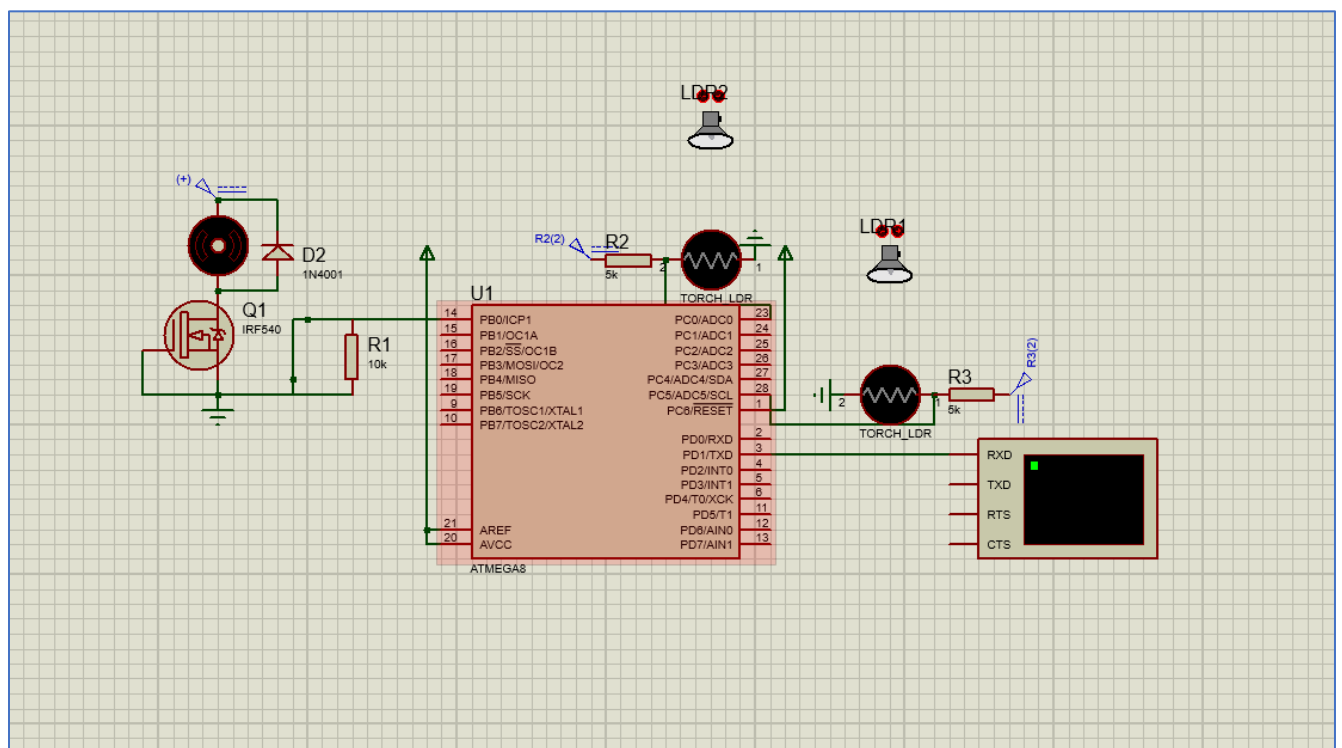 LDR2
(+)
D2
1N4001
Q1
IRF540
R1
10k
R2(2)
R2
5k
2
1
TORCH_LDR
LDR1
U1
14 PB0/ICP1
15 PB1/OC1A
16 PB2/SS/OC1B
17 PB3/MOSI/OC2
18 PB4/MISO
19 PB5/SCK
9 PB6/TOSC1/XTAL1
10 PB7/TOSC2/XTAL2
21 AREF
20 AVCC
PC0/ADC0 23
PC1/ADC1 24
PC2/ADC2 25
PC3/ADC3 26
PC4/ADC4/SDA 27
PC5/ADC5/SCL 28
PC6/RESET 1
PD0/RXD 2
PD1/TXD 3
PD2/INT0 4
PD3/INT1 5
PD4/T0/XCK 6
PD5/T1 11
PD6/AIN0 12
PD7/AIN1 13
ATMEGA8
2
1
TORCH_LDR
R3
5k
R3(2)
RXD
TXD
RTS
CTS